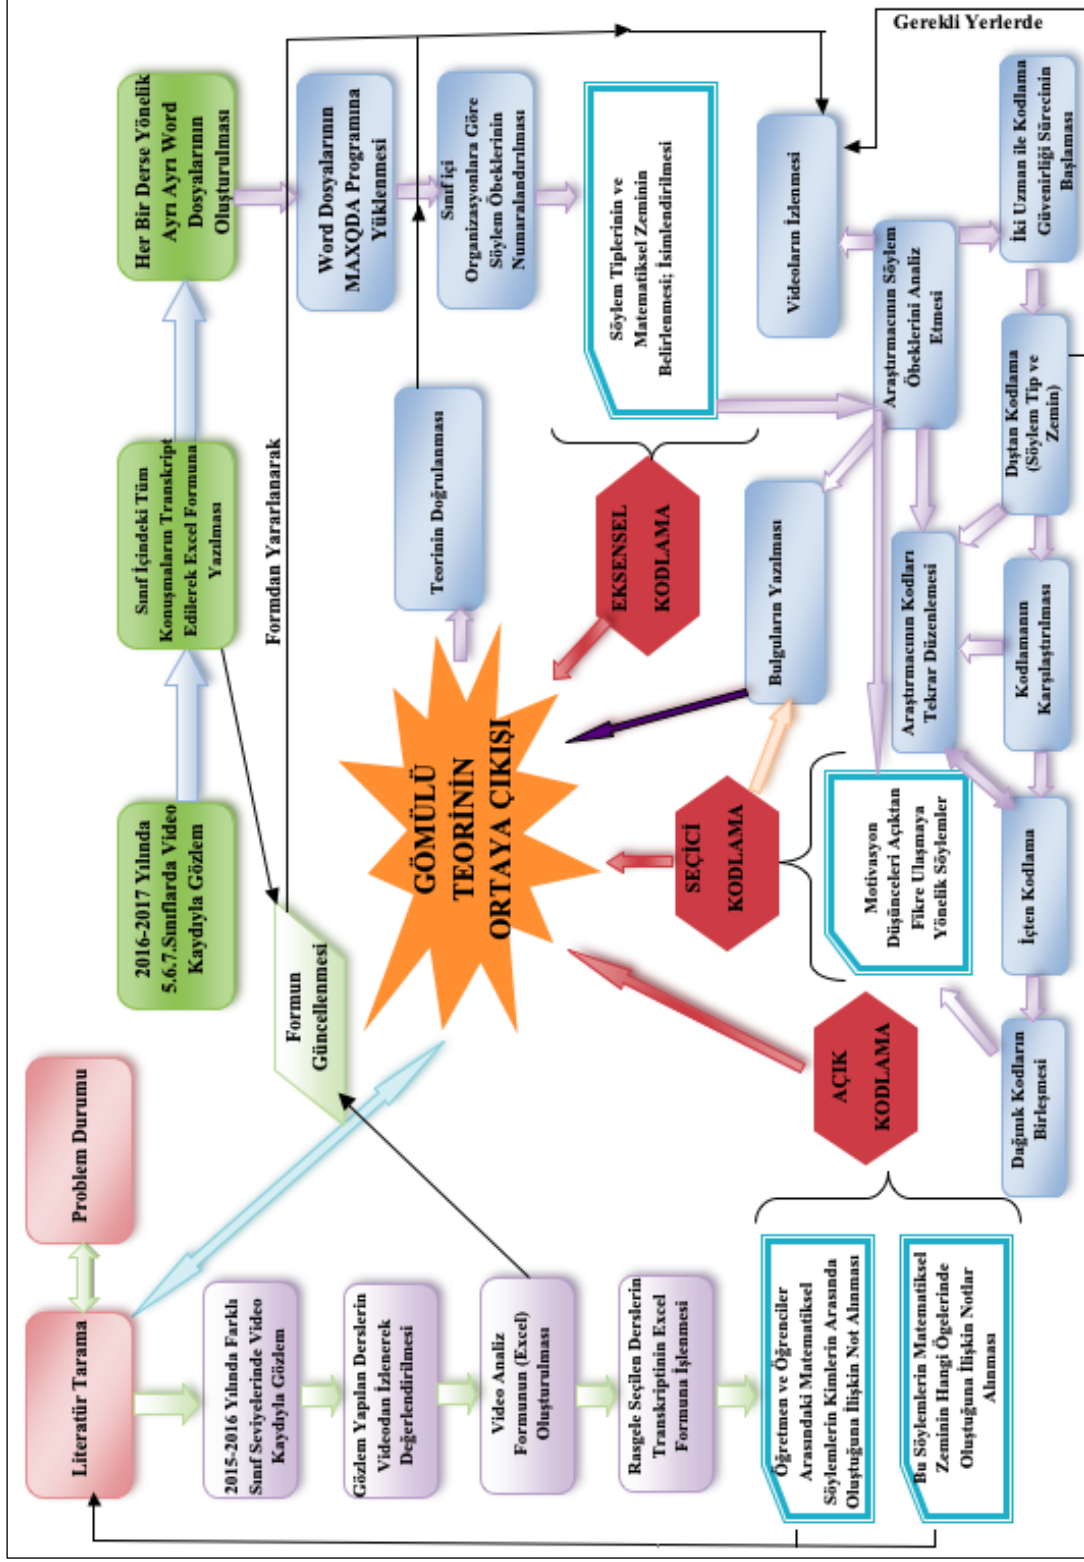 Literatür Tarama
Problem Durumu
2015-2016 Yılında Farklı
Sınıf Seviyelerinde Video
Kaydıyla Gözlem
Gözlem Yapılan Derslerin
Videodan İzlenerek
Değerlendirilmesi
Video Analiz
Formunun (Excel)
Oluşturulması
Rasgele Seçilen Derslerin
Transkriptinin Excel
Formuna İşlenmesi
Öğretmen ve Öğrenciler
Arasındaki Matematiksel
Söylemlerin Kimlerin Arasında
Oluştuğuna İlişkin Not Alınması
Bu Söylemlerin Matematiksel
Zeminin Hangi Ögelerinde
Oluştuğuna İlişkin Notlar
Alınması
AÇIK
KODLAMA
Formun
Güncellenmesi
2016-2017 Yılında
5.6.7.Sınıflarda Video
Kaydıyla Gözlem
Sınıf İçindeki Tüm
Konuşmaların Transkript
Edilerek Excel Formuna
Yazılması
Her Bir Derse Yönelik
Ayrı Ayrı Word
Dosyalarının
Oluşturulması
Formdan Yararlanarak
Word Dosyalarının
MAXQDA Programına
Yüklenmesi
Sınıf içi
Organizasyonlara Göre
Söylem Öbeklerinin
Numaralandırılması
Söylem Tiplerinin ve
Matematiksel Zeminin
Belirlenmesi; İsimlendirilmesi
EKSENSEL
KODLAMA
GÖMÜLÜ
TEORİNİN
ORTAYA ÇIKIŞI
Teorinin Doğrulanması
Bulguların Yazılması
SEÇİCİ
KODLAMA
Motivasyon
Düşünceleri Açıktan
Fikre Ulaşmaya
Yönelik Söylemler
Videoların İzlenmesi
Gerekli Yerlerde
Araştırmacının Söylem
Öbeklerini Analiz
Etmesi
İki Uzman ile Kodlama
Güvenirliği Sürecinin
Başlaması
Dıştan Kodlama
(Söylem Tip ve
Zemin)
Araştırmacının Kodları
Tekrar Düzenlemesi
Kodlamanın
Karşılaştırılması
İçten Kodlama
Dağınık Kodların
Birleşmesi